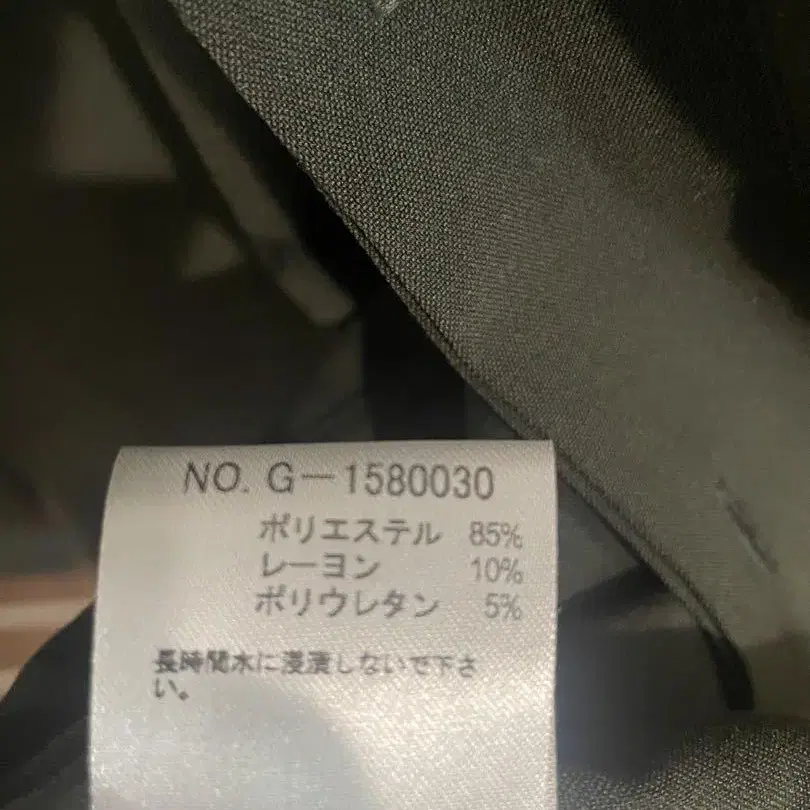 NO. G-1580030
ポリエステル 85%
レーヨン 10%
ポリウレタン 5%
長時間水に浸漬しないで下さ
い。